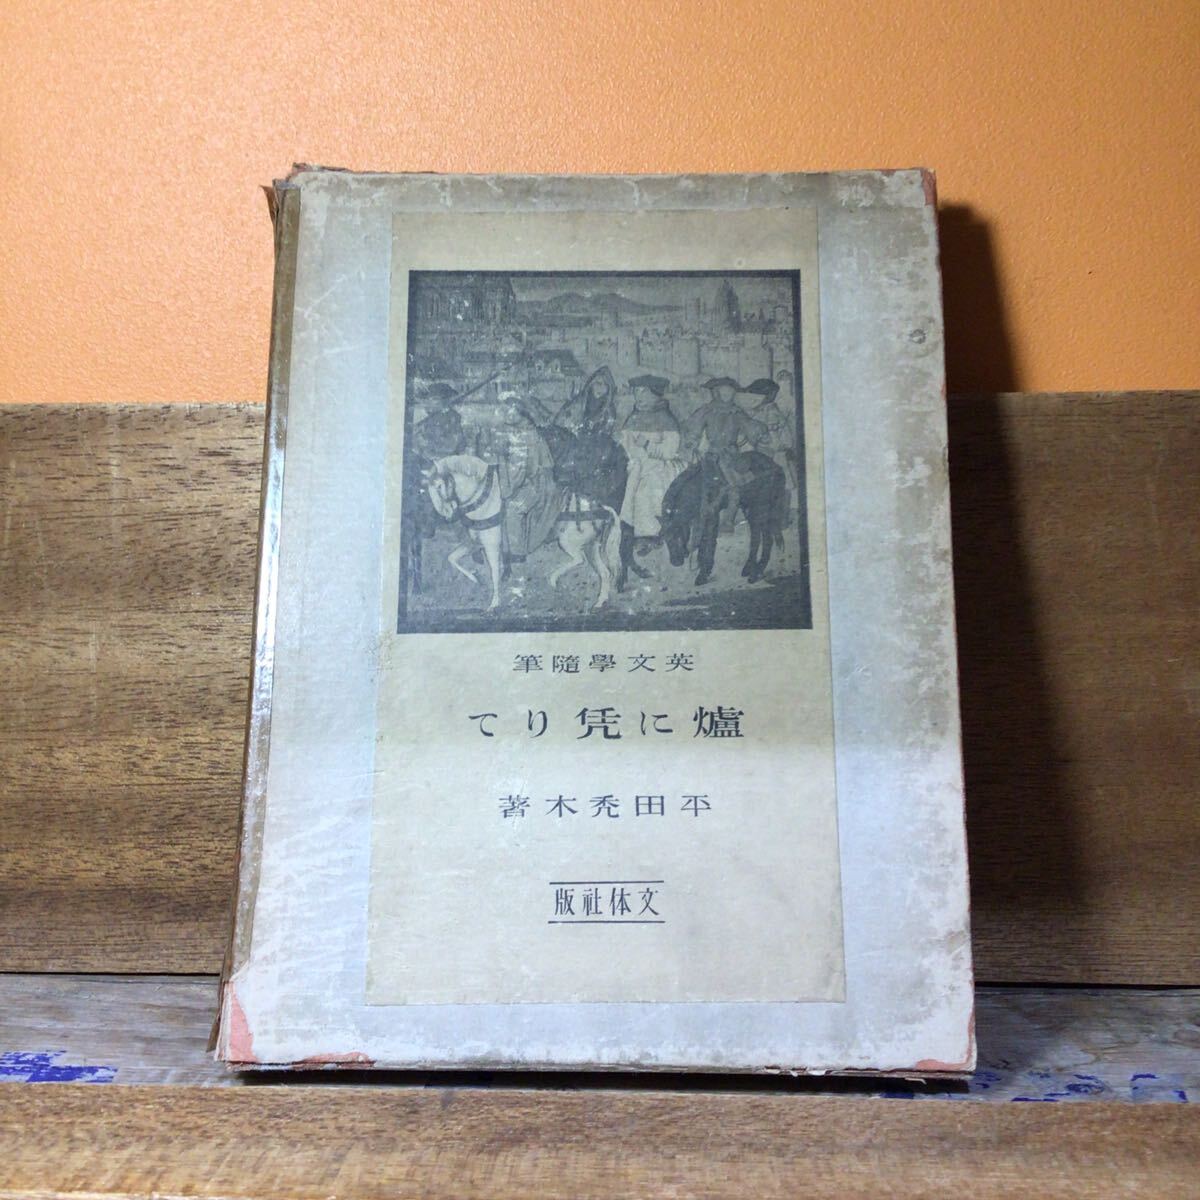 英文學隨筆
爐に凭りて
平田禿木著
文体社版